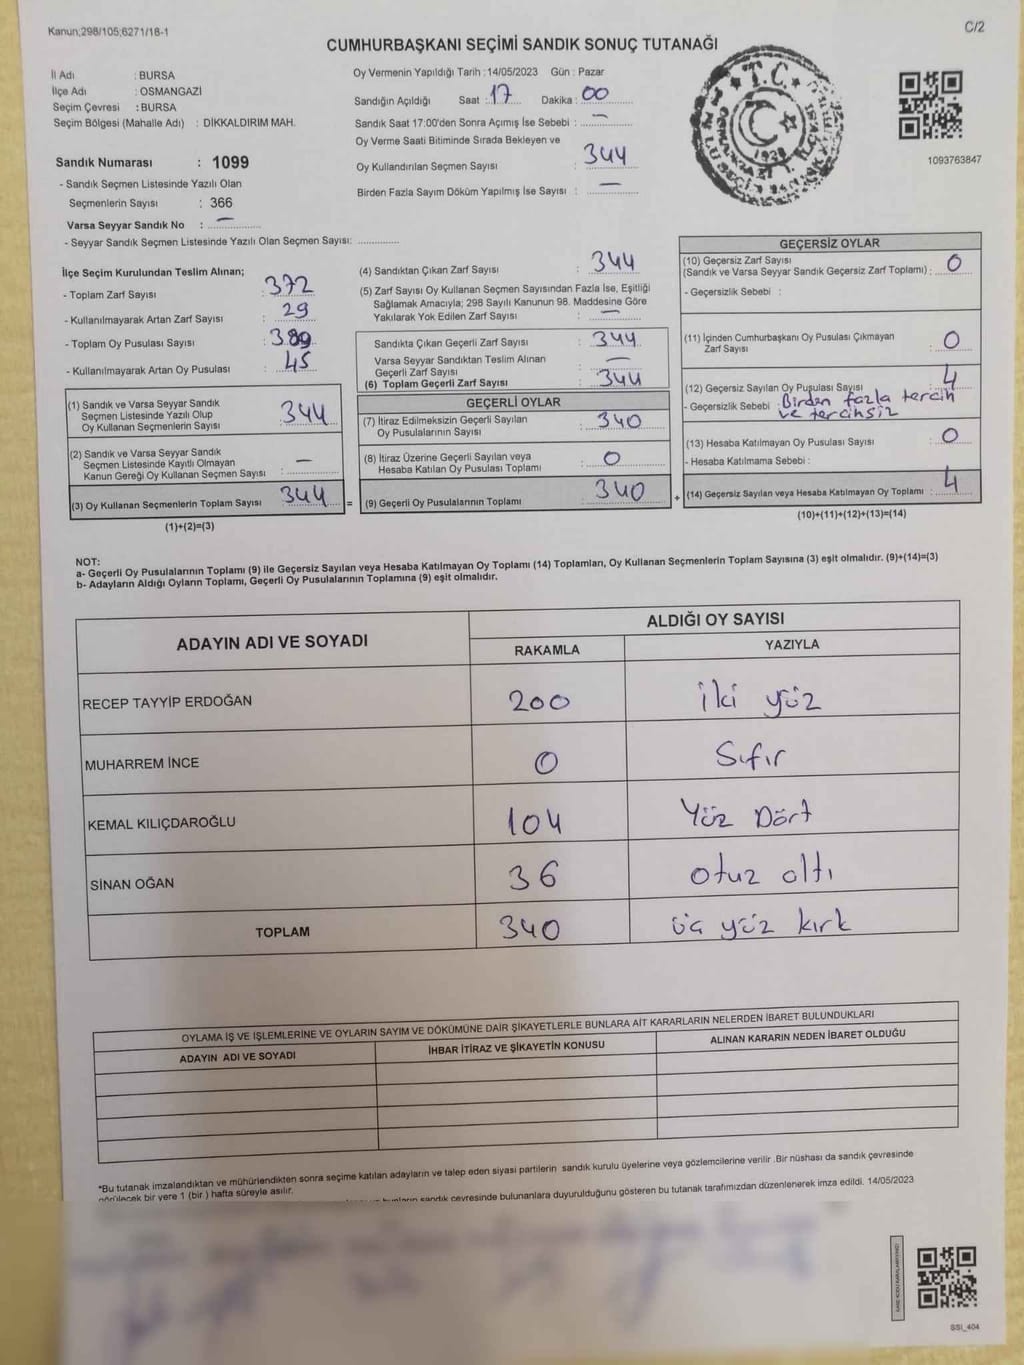 Kanun;298/105;6271/18-1
C/2
CUMHURBAŞKANI SEÇİMİ SANDIK SONUÇ TUTANAĞI
İl Adı : BURSA
İlçe Adı : OSMANGAZİ
Seçim Çevresi : BURSA
Seçim Bölgesi (Mahalle Adı) : DİKKALDIRIM MAH.
Sandık Numarası : 1099
- Sandık Seçmen Listesinde Yazılı Olan
Seçmenlerin Sayısı : 366
Varsa Seyyar Sandık No : —
- Seyyar Sandık Seçmen Listesinde Yazılı Olan Seçmen Sayısı: ..............
Oy Vermenin Yapıldığı Tarih : 14/05/2023 Gün : Pazar
Sandığın Açıldığı Saat : 17 Dakika : 00
Sandık Saat 17:00'den Sonra Açımış İse Sebebi : —
Oy Verme Saati Bitiminde Sırada Bekleyen ve
Oy Kullandırılan Seçmen Sayısı : 344
Birden Fazla Sayım Döküm Yapılmış İse Sayısı : —
T.C.
1093763847
İlçe Seçim Kurulundan Teslim Alınan;
- Toplam Zarf Sayısı : 372
- Kullanılmayarak Artan Zarf Sayısı : 29
- Toplam Oy Pusulası Sayısı : 389
- Kullanılmayarak Artan Oy Pusulası : 45
(1) Sandık ve Varsa Seyyar Sandık
Seçmen Listesinde Yazılı Olup
Oy Kullanan Seçmenlerin Sayısı : 344
(2) Sandık ve Varsa Seyyar Sandık
Seçmen Listesinde Kayıtlı Olmayan
Kanun Gereği Oy Kullanan Seçmen Sayısı : —
(3) Oy Kullanan Seçmenlerin Toplam Sayısı : 344 =
(1)+(2)=(3)
(4) Sandıktan Çıkan Zarf Sayısı : 344
(5) Zarf Sayısı Oy Kullanan Seçmen Sayısından Fazla İse, Eşitliği
Sağlamak Amacıyla; 298 Sayılı Kanunun 98. Maddesine Göre
Yakılarak Yok Edilen Zarf Sayısı : —
Sandıkta Çıkan Geçerli Zarf Sayısı : 344
Varsa Seyyar Sandıktan Teslim Alınan
Geçerli Zarf Sayısı : —
(6) Toplam Geçerli Zarf Sayısı : 344
GEÇERLİ OYLAR
(7) İtiraz Edilmeksizin Geçerli Sayılan
Oy Pusulalarının Sayısı : 340
(8) İtiraz Üzerine Geçerli Sayılan veya
Hesaba Katılan Oy Pusulası Toplamı : 0
(9) Geçerli Oy Pusulalarının Toplamı : 340 +
GEÇERSİZ OYLAR
(10) Geçersiz Zarf Sayısı
(Sandık ve Varsa Seyyar Sandık Geçersiz Zarf Toplamı) : 0
- Geçersizlik Sebebi :
(11) İçinden Cumhurbaşkanı Oy Pusulası Çıkmayan
Zarf Sayısı : 0
(12) Geçersiz Sayılan Oy Pusulası Sayısı : 4
- Geçersizlik Sebebi : Birden fazla tercih
ve tercihsiz
(13) Hesaba Katılmayan Oy Pusulası Sayısı : 0
- Hesaba Katılmama Sebebi :
(14) Geçersiz Sayılan veya Hesaba Katılmayan Oy Toplamı : 4
(10)+(11)+(12)+(13)=(14)
NOT:
a- Geçerli Oy Pusulalarının Toplamı (9) ile Geçersiz Sayılan veya Hesaba Katılmayan Oy Toplamı (14) Toplamları, Oy Kullanan Seçmenlerin Toplam Sayısına (3) eşit olmalıdır. (9)+(14)=(3)
b- Adayların Aldığı Oyların Toplamı, Geçerli Oy Pusulalarının Toplamına (9) eşit olmalıdır.
ADAYIN ADI VE SOYADI ALDIĞI OY SAYISI
RAKAMLA YAZIYLA
RECEP TAYYİP ERDOĞAN 200 İki yüz
MUHARREM İNCE 0 Sıfır
KEMAL KILIÇDAROĞLU 104 Yüz Dört
SİNAN OĞAN 36 otuz altı
TOPLAM 340 üç yüz kırk
OYLAMA İŞ VE İŞLEMLERİNE VE OYLARIN SAYIM VE DÖKÜMÜNE DAİR ŞİKAYETLERLE BUNLARA AİT KARARLARIN NELERDEN İBARET BULUNDUKLARI
ADAYIN ADI VE SOYADI İHBAR İTİRAZ VE ŞİKAYETİN KONUSU ALINAN KARARIN NEDEN İBARET OLDUĞU
*Bu tutanak imzalandıktan ve mühürlendikten sonra seçime katılan adayların ve talep eden siyasi partilerin sandık kurulu üyelerine veya gözlemcilerine verilir .Bir nüshası da sandık çevresinde
görülecek bir yere 1 (bir ) hafta süreyle asılır.
sandık çevresinde bulunanlara duyurulduğunu gösteren bu tutanak tarafımızdan düzenlenerek imza edildi. 14/05/2023
SSI_404